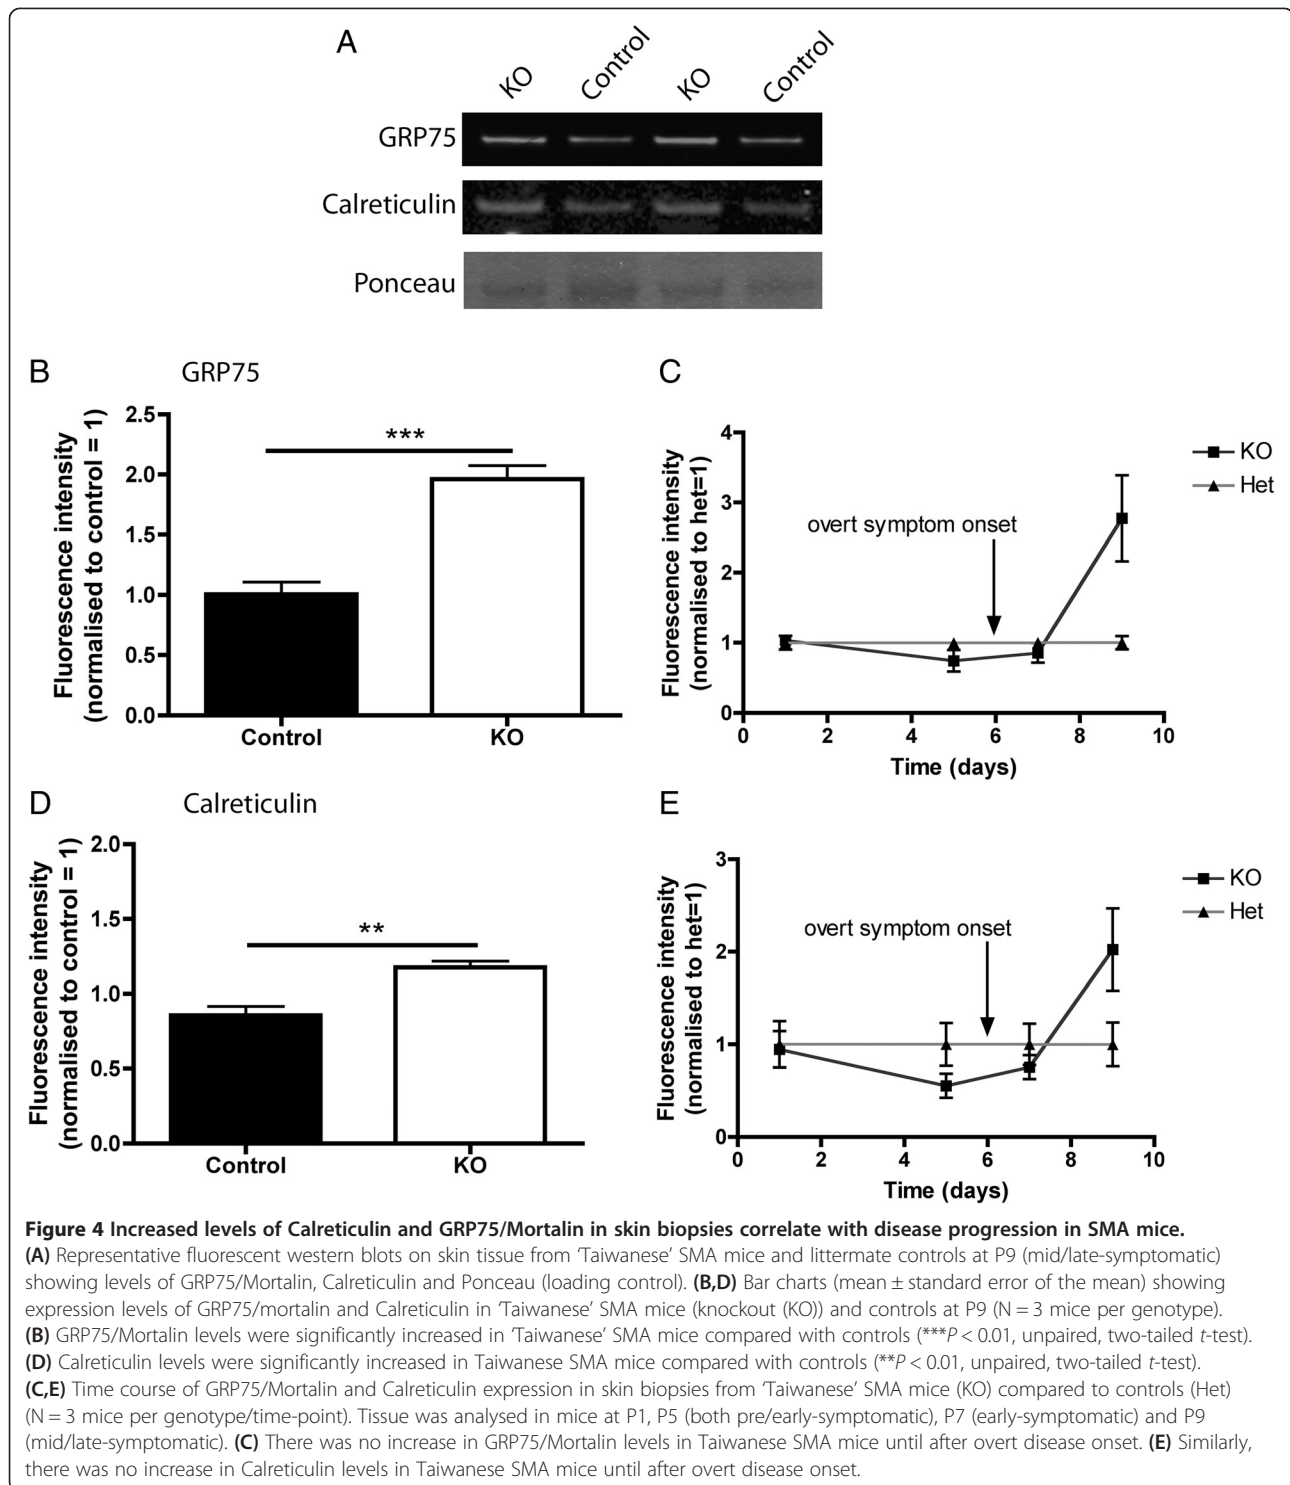 A
KO Control KO Control
GRP75
Calreticulin
Ponceau
B GRP75
Fluorescence intensity
(normalised to control = 1)
2.5
2.0
1.5
1.0
0.5
0.0
***
Control KO
C
Fluorescence intensity
(normalised to het=1)
4
3
2
1
0
overt symptom onset
KO
Het
0 2 4 6 8 10
Time (days)
D Calreticulin
Fluorescence intensity
(normalised to control = 1)
2.0
1.5
1.0
0.5
0.0
**
Control KO
E
Fluorescence intensity
(normalised to het=1)
3
2
1
0
overt symptom onset
KO
Het
0 2 4 6 8 10
Time (days)
Figure 4 Increased levels of Calreticulin and GRP75/Mortalin in skin biopsies correlate with disease progression in SMA mice.
(A) Representative fluorescent western blots on skin tissue from ‘Taiwanese’ SMA mice and littermate controls at P9 (mid/late-symptomatic)
showing levels of GRP75/Mortalin, Calreticulin and Ponceau (loading control). (B,D) Bar charts (mean ± standard error of the mean) showing
expression levels of GRP75/mortalin and Calreticulin in ‘Taiwanese’ SMA mice (knockout (KO)) and controls at P9 (N = 3 mice per genotype).
(B) GRP75/Mortalin levels were significantly increased in ‘Taiwanese’ SMA mice compared with controls (***P < 0.01, unpaired, two-tailed t-test).
(D) Calreticulin levels were significantly increased in Taiwanese SMA mice compared with controls (**P < 0.01, unpaired, two-tailed t-test).
(C,E) Time course of GRP75/Mortalin and Calreticulin expression in skin biopsies from ‘Taiwanese’ SMA mice (KO) compared to controls (Het)
(N = 3 mice per genotype/time-point). Tissue was analysed in mice at P1, P5 (both pre/early-symptomatic), P7 (early-symptomatic) and P9
(mid/late-symptomatic). (C) There was no increase in GRP75/Mortalin levels in Taiwanese SMA mice until after overt disease onset. (E) Similarly,
there was no increase in Calreticulin levels in Taiwanese SMA mice until after overt disease onset.